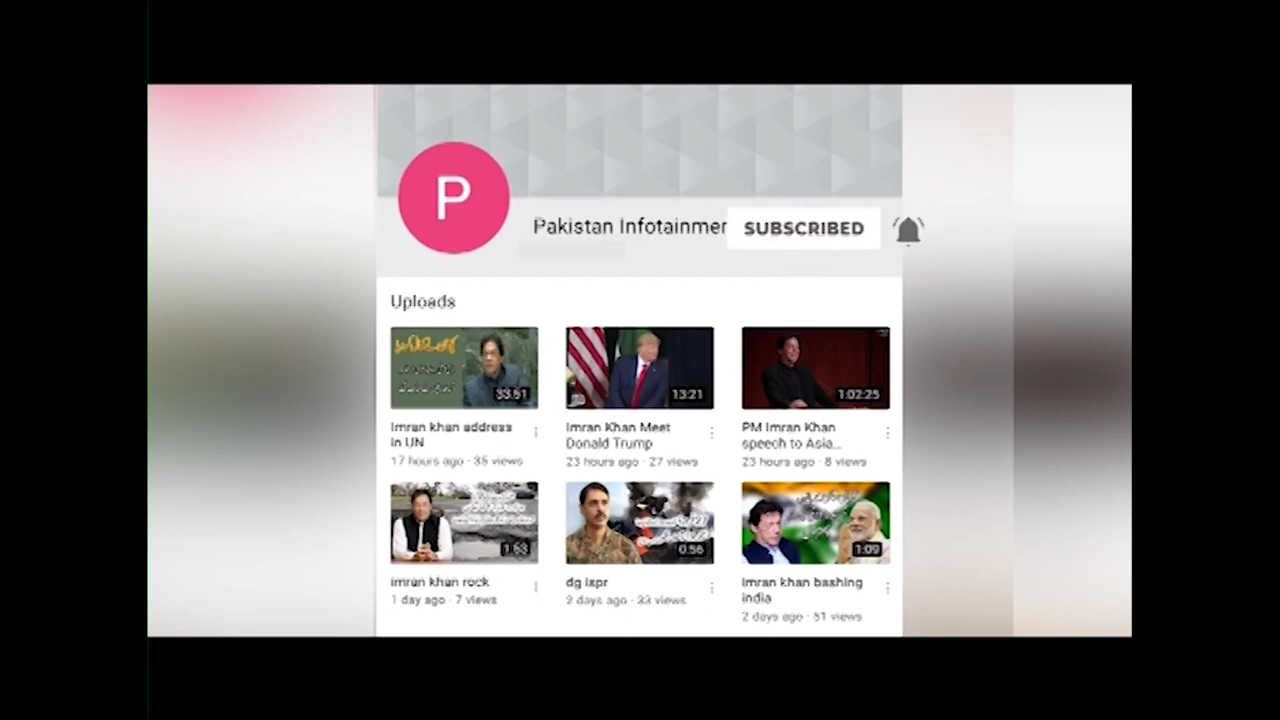 P
Pakistan Infotainmer
SUBSCRIBED
Uploads
33:51
13:21
1:02:25
Imran khan address
in UN
17 hours ago · 35 views
Imran Khan Meet
Donald Trump
23 hours ago · 27 views
PM Imran Khan
speech to Asia...
23 hours ago · 8 views
1:53
0:56
1:09
imran khan rock
1 day ago · 7 views
dg ispr
2 days ago · 33 views
imran khan bashing
india
2 days ago · 51 views